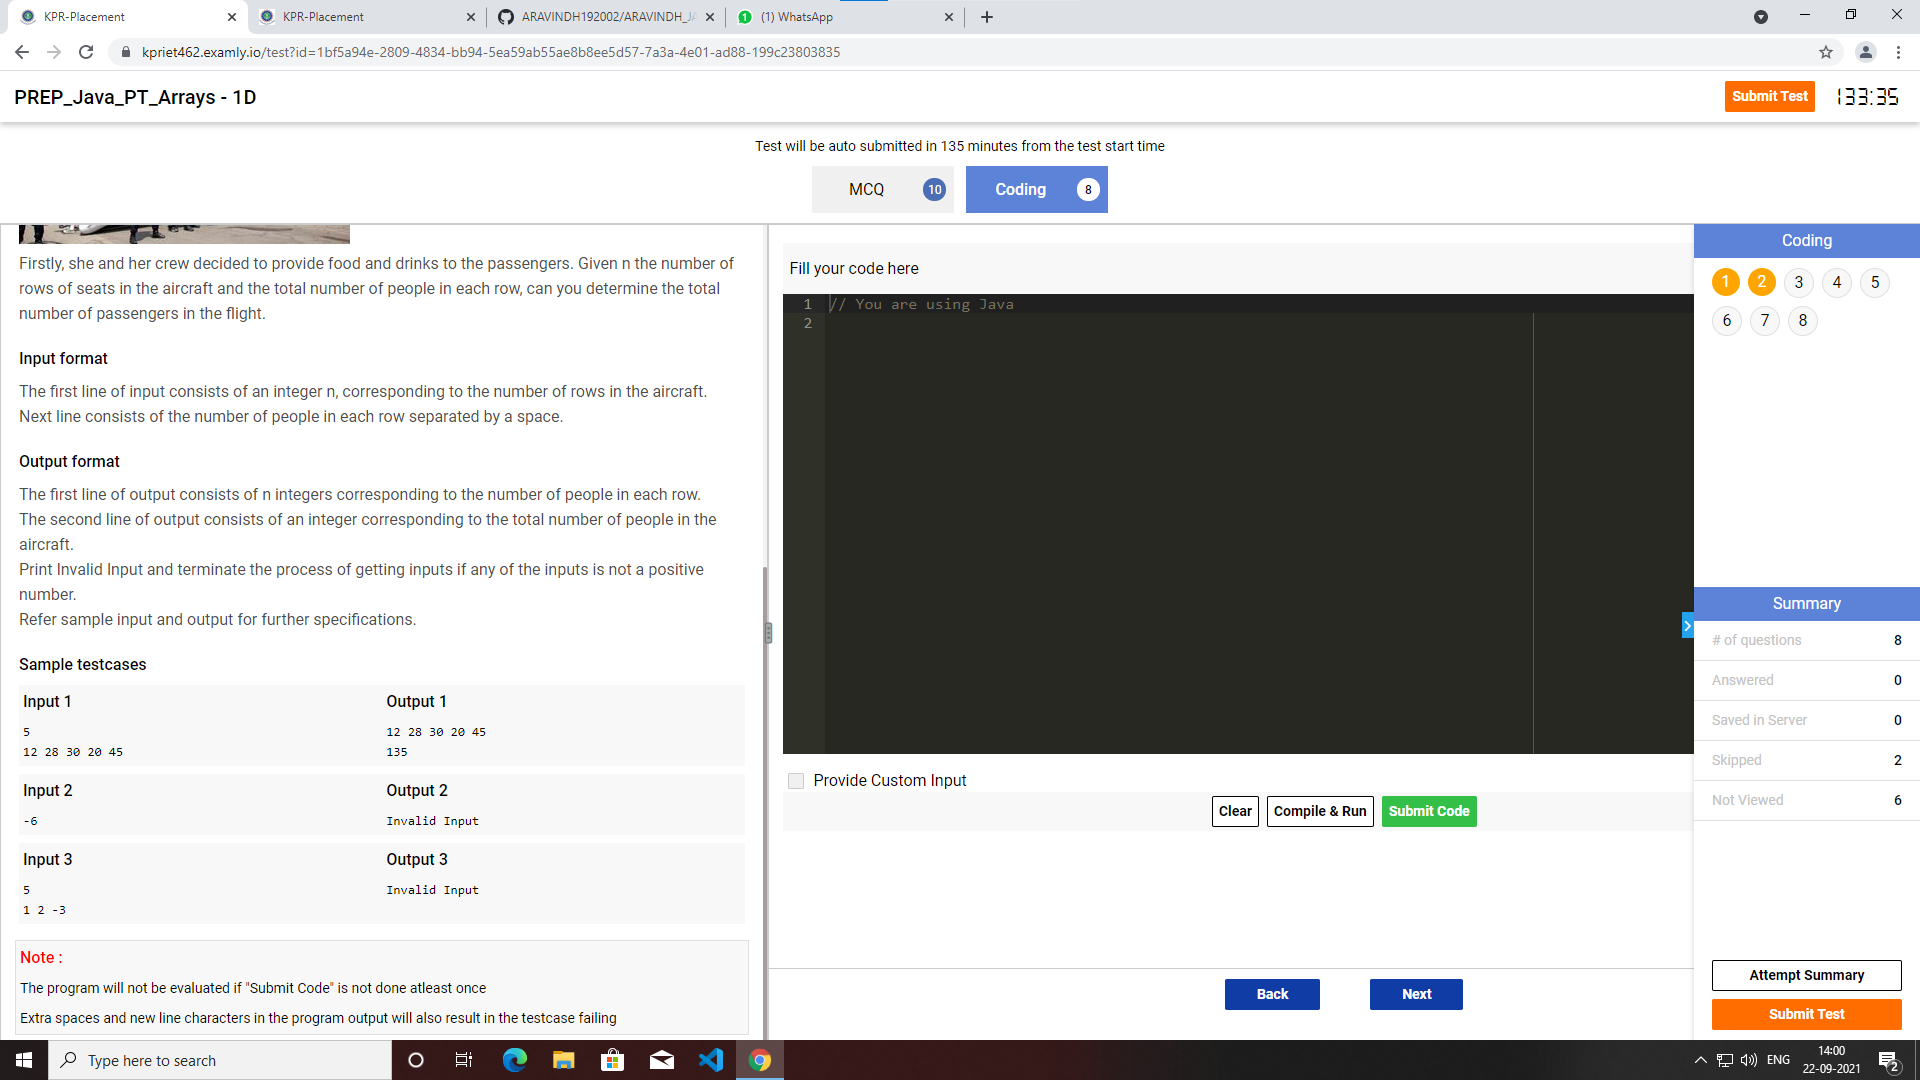 KPR-Placement
KPR-Placement
ARAVINDH192002/ARAVINDH_JA
(1) WhatsApp
kpriet462.examly.io/test?id=1bf5a94e-2809-4834-bb94-5ea59ab55ae8b8ee5d57-7a3a-4e01-ad88-199c23803835
PREP_Java_PT_Arrays - 1D
Submit Test
133:35
Test will be auto submitted in 135 minutes from the test start time
MCQ 10
Coding 8
Firstly, she and her crew decided to provide food and drinks to the passengers. Given n the number of
rows of seats in the aircraft and the total number of people in each row, can you determine the total
number of passengers in the flight.
Input format
The first line of input consists of an integer n, corresponding to the number of rows in the aircraft.
Next line consists of the number of people in each row separated by a space.
Output format
The first line of output consists of n integers corresponding to the number of people in each row.
The second line of output consists of an integer corresponding to the total number of people in the
aircraft.
Print Invalid Input and terminate the process of getting inputs if any of the inputs is not a positive
number.
Refer sample input and output for further specifications.
Sample testcases
Input 1 Output 1
5 12 28 30 20 45
12 28 30 20 45 135
Input 2 Output 2
-6 Invalid Input
Input 3 Output 3
5 Invalid Input
1 2 -3
Note :
The program will not be evaluated if "Submit Code" is not done atleast once
Extra spaces and new line characters in the program output will also result in the testcase failing
Fill your code here
1 // You are using Java
2
Provide Custom Input
Clear
Compile & Run
Submit Code
Back
Next
Coding
1 2 3 4 5
6 7 8
Summary
# of questions 8
Answered 0
Saved in Server 0
Skipped 2
Not Viewed 6
Attempt Summary
Submit Test
Type here to search
1
ENG
14:00
22-09-2021
2